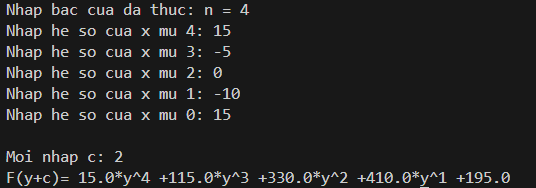 Nhap bac cua da thuc: n = 4
Nhap he so cua x mu 4: 15
Nhap he so cua x mu 3: -5
Nhap he so cua x mu 2: 0
Nhap he so cua x mu 1: -10
Nhap he so cua x mu 0: 15
Moi nhap c: 2
F(y+c)= 15.0*y^4 +115.0*y^3 +330.0*y^2 +410.0*y^1 +195.0